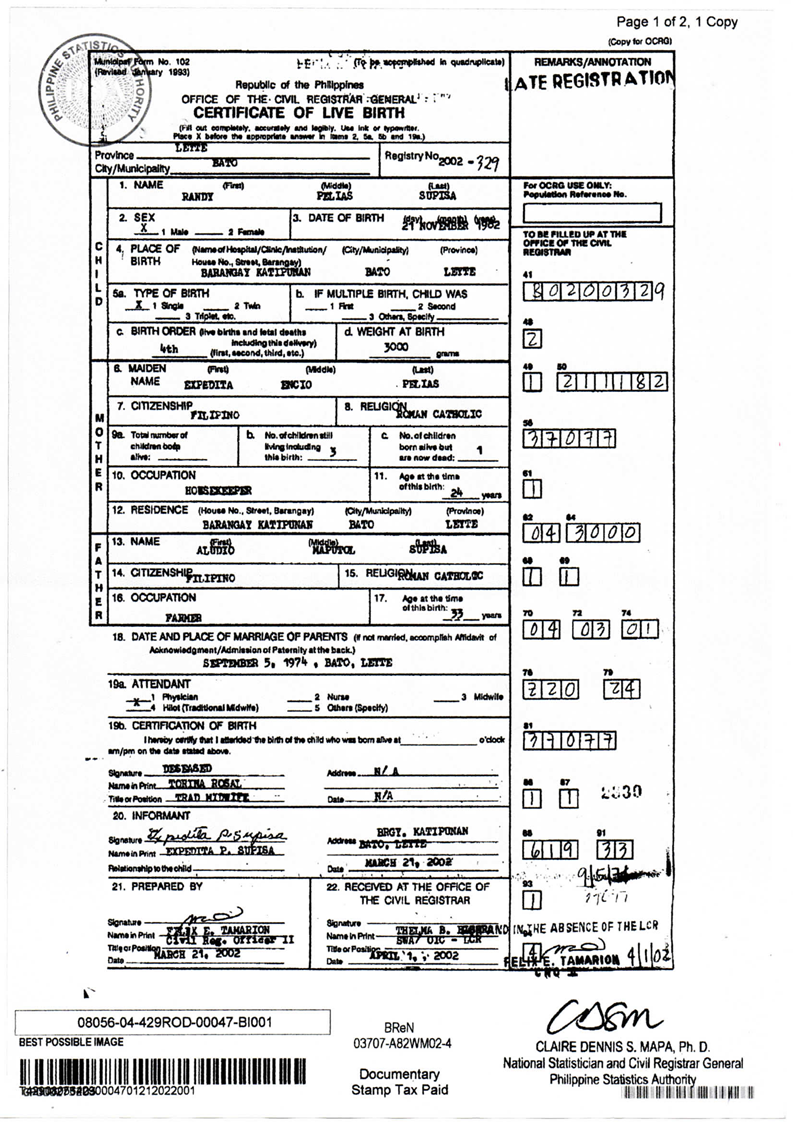 Page 1 of 2, 1 Copy
(Copy for OCRG)
PHILIPPINE STATISTICS AUTHORITY
Municipal Form No. 102 (To be accomplished in quadruplicate)
(Revised January 1993)
REMARKS/ANNOTATION
LATE REGISTRATION
Republic of the Philippines
OFFICE OF THE CIVIL REGISTRAR GENERAL
CERTIFICATE OF LIVE BIRTH
(Fill out completely, accurately and legibly. Use ink or typewriter.
Place X before the appropriate answer in items 2, 5a, 5b and 19a.)
Province LEYTE
City/Municipality BATO
Registry No. 2002-329
CHILD
1. NAME (First) (Middle) (Last)
RANDY PELIAS SUPISA
2. SEX
X 1 Male 2 Female
3. DATE OF BIRTH (day) (month) (year)
21 NOVEMBER 1982
4. PLACE OF BIRTH (Name of Hospital/Clinic/Institution/ (City/Municipality) (Province)
House No., Street, Barangay)
BARANGAY KATIPUNAN BATO LEYTE
5a. TYPE OF BIRTH
X 1 Single 2 Twin
3 Triplet, etc.
b. IF MULTIPLE BIRTH, CHILD WAS
1 First 2 Second
3 Others, Specify
c. BIRTH ORDER (live births and fetal deaths
including this delivery)
4th (first, second, third, etc.)
d. WEIGHT AT BIRTH
3000 grams
MOTHER
6. MAIDEN NAME (First) (Middle) (Last)
EXPEDITA ENCIO PELIAS
7. CITIZENSHIP
FILIPINO
8. RELIGION
ROMAN CATHOLIC
9a. Total number of
children born
alive:
b. No. of children still
living including
this birth: 3
c. No. of children
born alive but
are now dead: 1
10. OCCUPATION
HOUSEKEEPER
11. Age at the time
of this birth: 24 years
12. RESIDENCE (House No., Street, Barangay) (City/Municipality) (Province)
BARANGAY KATIPUNAN BATO LEYTE
FATHER
13. NAME (First) (Middle) (Last)
ALUDIO MAPUTOL SUPISA
14. CITIZENSHIP
FILIPINO
15. RELIGION
ROMAN CATHOLIC
16. OCCUPATION
FARMER
17. Age at the time
of this birth: 33 years
18. DATE AND PLACE OF MARRIAGE OF PARENTS (If not married, accomplish Affidavit of
Acknowledgment/Admission of Paternity at the back.)
SEPTEMBER 5, 1974, BATO, LEYTE
19a. ATTENDANT
1 Physician 2 Nurse 3 Midwife
X 4 Hilot (Traditional Midwife) 5 Others (Specify)
19b. CERTIFICATION OF BIRTH
I hereby certify that I attended the birth of the child who was born alive at o'clock
am/pm on the date stated above.
Signature DESEASED
Name in Print TORINA ROSAL
Title or Position TRAD MIDWIFE
Address N/A
Date N/A
20. INFORMANT
Signature Expedita P. Supisa
Name in Print EXPEDITA P. SUPISA
Relationship to the child
Address BRGY. KATIPUNAN
BATO, LEYTE
Date MARCH 21, 2002
21. PREPARED BY
Signature
Name in Print FELIX E. TAMARION
Title or Position Civil Reg. Officer II
Date MARCH 21, 2002
22. RECEIVED AT THE OFFICE OF
THE CIVIL REGISTRAR
Signature
Name in Print THELMA B.
Title or Position SWA/ OIC - LCR
Date APRIL 1, 2002
For OCRG USE ONLY:
Population Reference No.
TO BE FILLED UP AT THE
OFFICE OF THE CIVIL
REGISTRAR
41
8 0 2 0 0 3 2 9
48
2
49 50
1 2 1 1 1 8 2
56
3 7 0 7 7
61
1
62 64
0 4 3 0 0 0
68 69
1 1
70 72 74
0 4 0 3 0 1
76 79
7 2 0 2 4
81
3 7 0 7 7
86 87
1 1
88 91
6 1 9 3 3
93
1
IN THE ABSENCE OF THE LCR
4
FELIX E. TAMARION 4/1/02
08056-04-429ROD-00047-BI001
BEST POSSIBLE IMAGE
BReN
03707-A82WM02-4
Documentary
Stamp Tax Paid
CLAIRE DENNIS S. MAPA, Ph. D.
National Statistician and Civil Registrar General
Philippine Statistics Authority